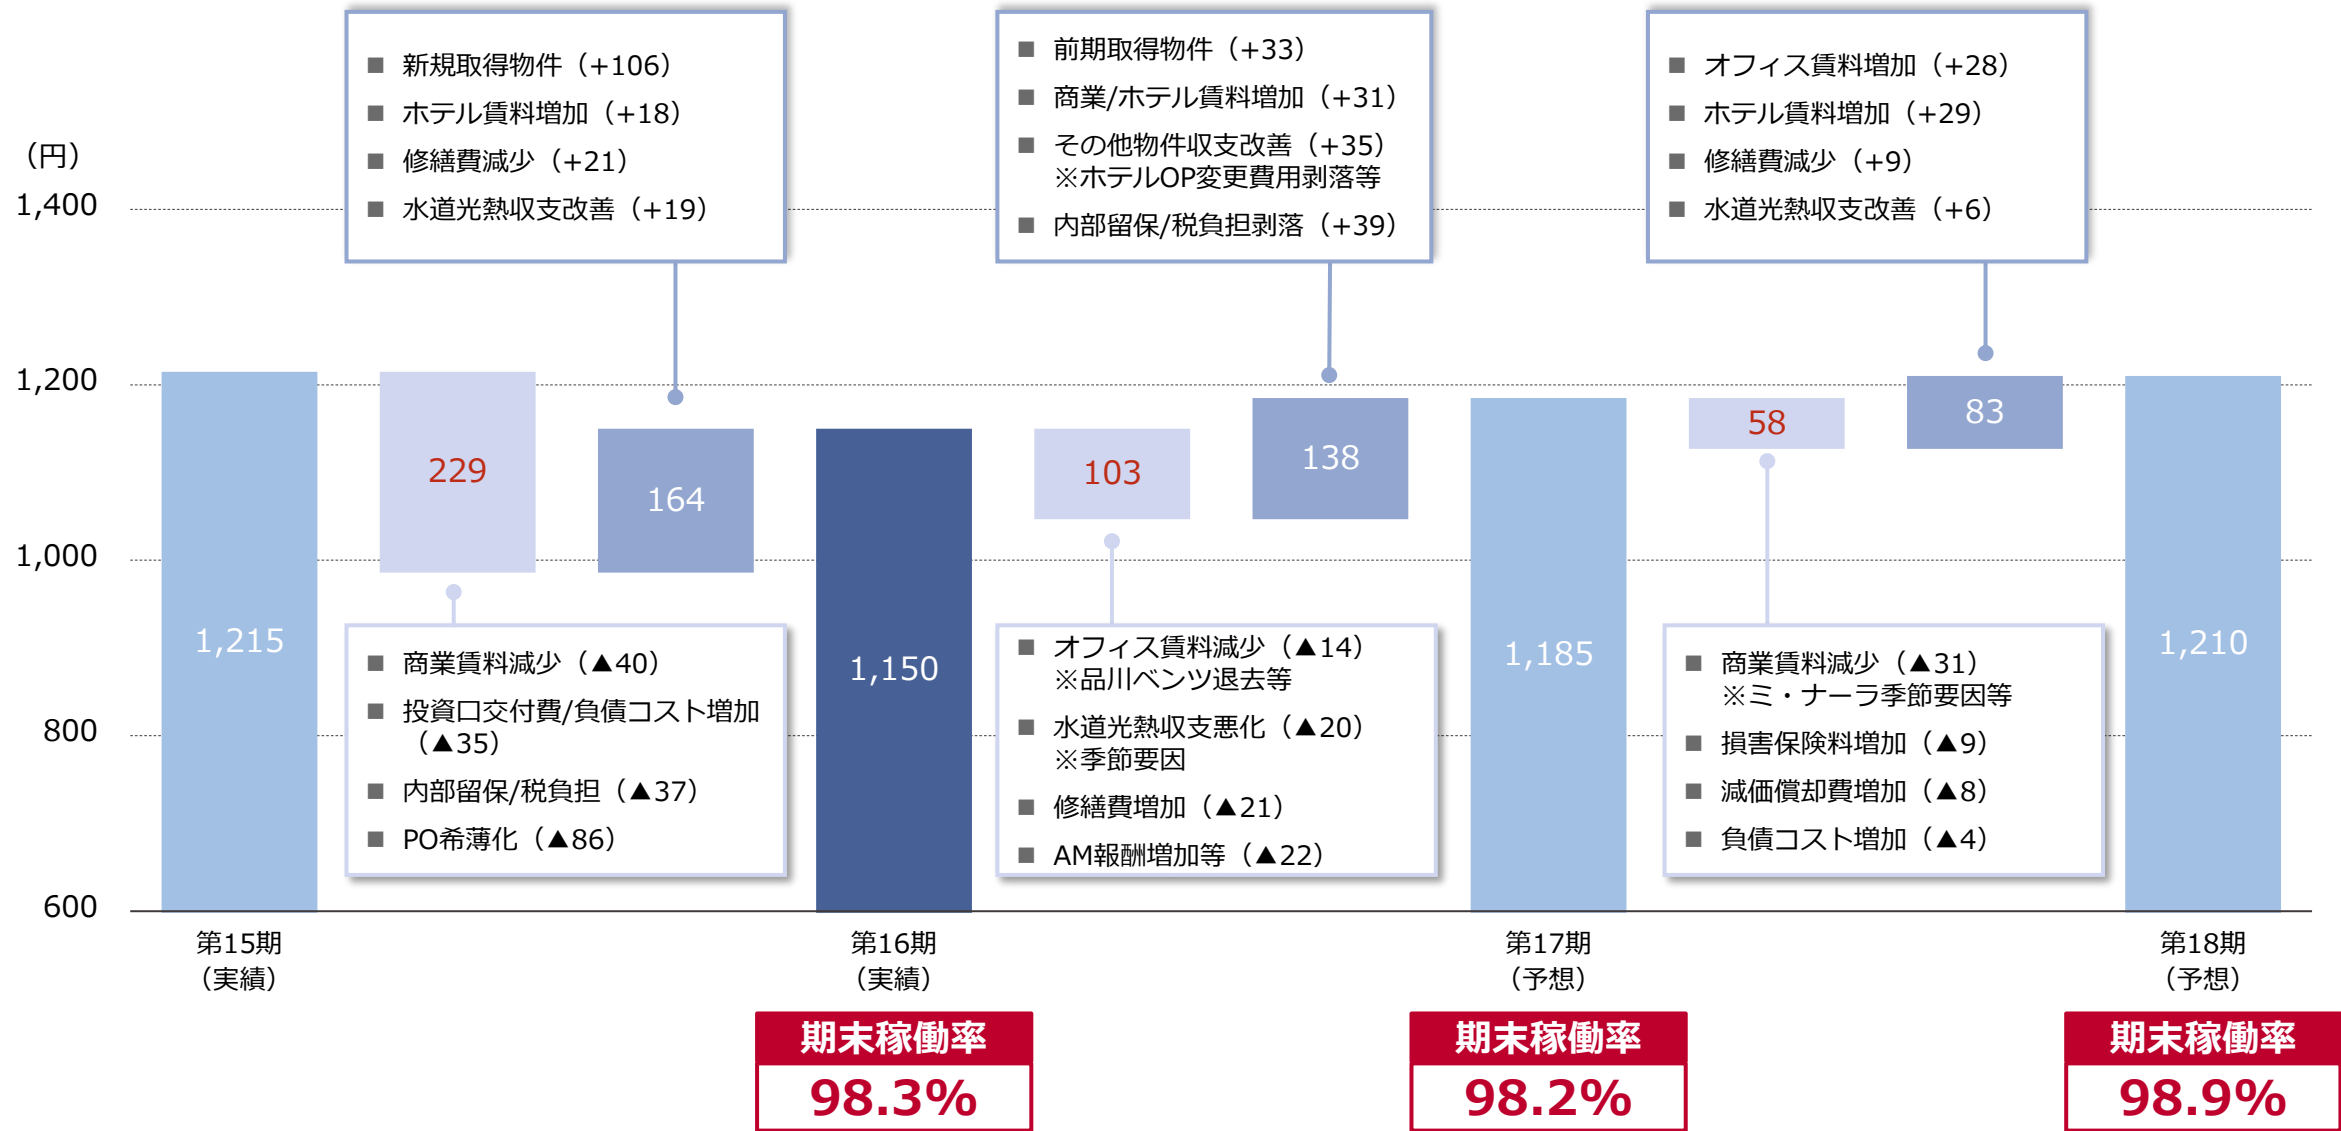 ■ 新規取得物件（+106）
■ ホテル賃料増加（+18）
■ 修繕費減少（+21）
■ 水道光熱収支改善（+19）
■ 前期取得物件（+33）
■ 商業/ホテル賃料増加（+31）
■ その他物件収支改善（+35）
※ホテルOP変更費用剥落等
■ 内部留保/税負担剥落（+39）
■ オフィス賃料増加（+28）
■ ホテル賃料増加（+29）
■ 修繕費減少（+9）
■ 水道光熱収支改善（+6）
（円）
1,400
1,200
1,000
800
600
1,215
229
164
1,150
103
138
1,185
58
83
1,210
■ 商業賃料減少（▲40）
■ 投資口交付費/負債コスト増加
（▲35）
■ 内部留保/税負担（▲37）
■ PO希薄化（▲86）
■ オフィス賃料減少（▲14）
※品川ベンツ退去等
■ 水道光熱収支悪化（▲20）
※季節要因
■ 修繕費増加（▲21）
■ AM報酬増加等（▲22）
■ 商業賃料減少（▲31）
※ミ・ナーラ季節要因等
■ 損害保険料増加（▲9）
■ 減価償却費増加（▲8）
■ 負債コスト増加（▲4）
第15期
（実績）
第16期
（実績）
第17期
（予想）
第18期
（予想）
期末稼働率
98.3%
期末稼働率
98.2%
期末稼働率
98.9%